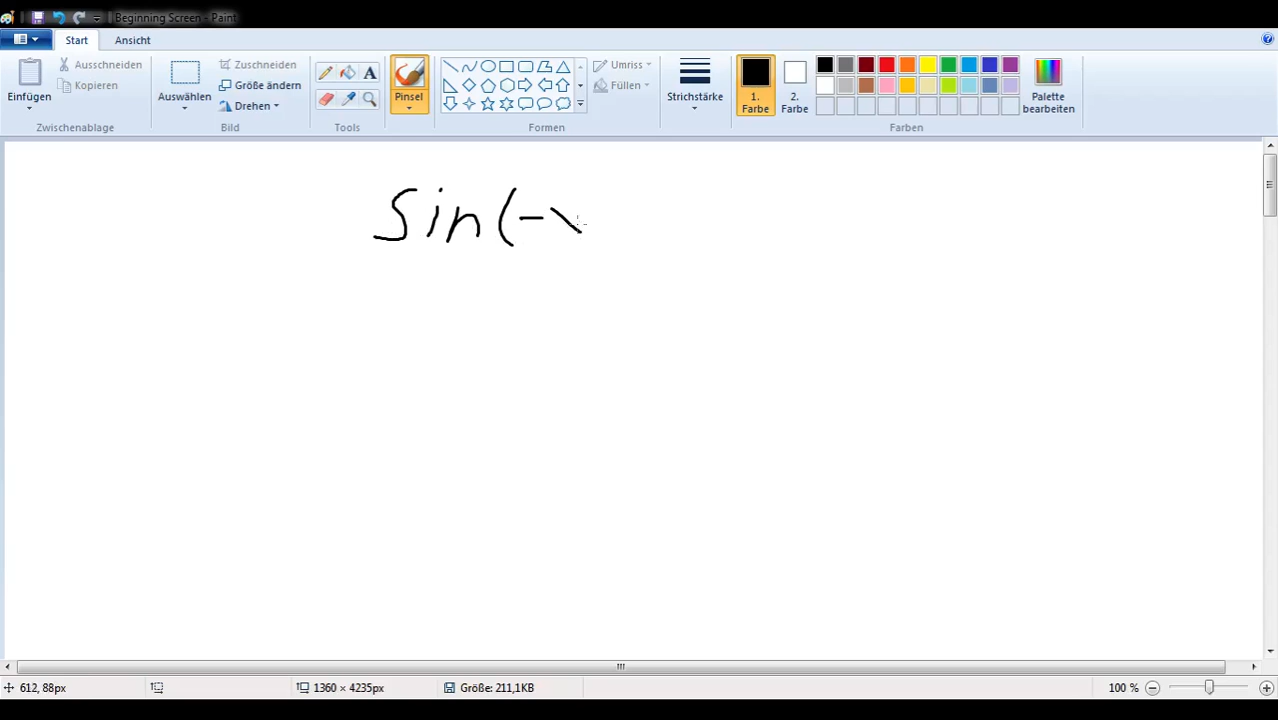 Beginning Screen - Paint
Start Ansicht
Einfügen
Ausschneiden
Kopieren
Zwischenablage
Auswählen
Zuschneiden
Größe ändern
Drehen
Bild
Tools
Pinsel
Formen
Umriss
Füllen
Strichstärke
1. Farbe
2. Farbe
Palette bearbeiten
Farben
Sin(-\
612, 88px
1360 × 4235px
Größe: 211,1KB
100 %